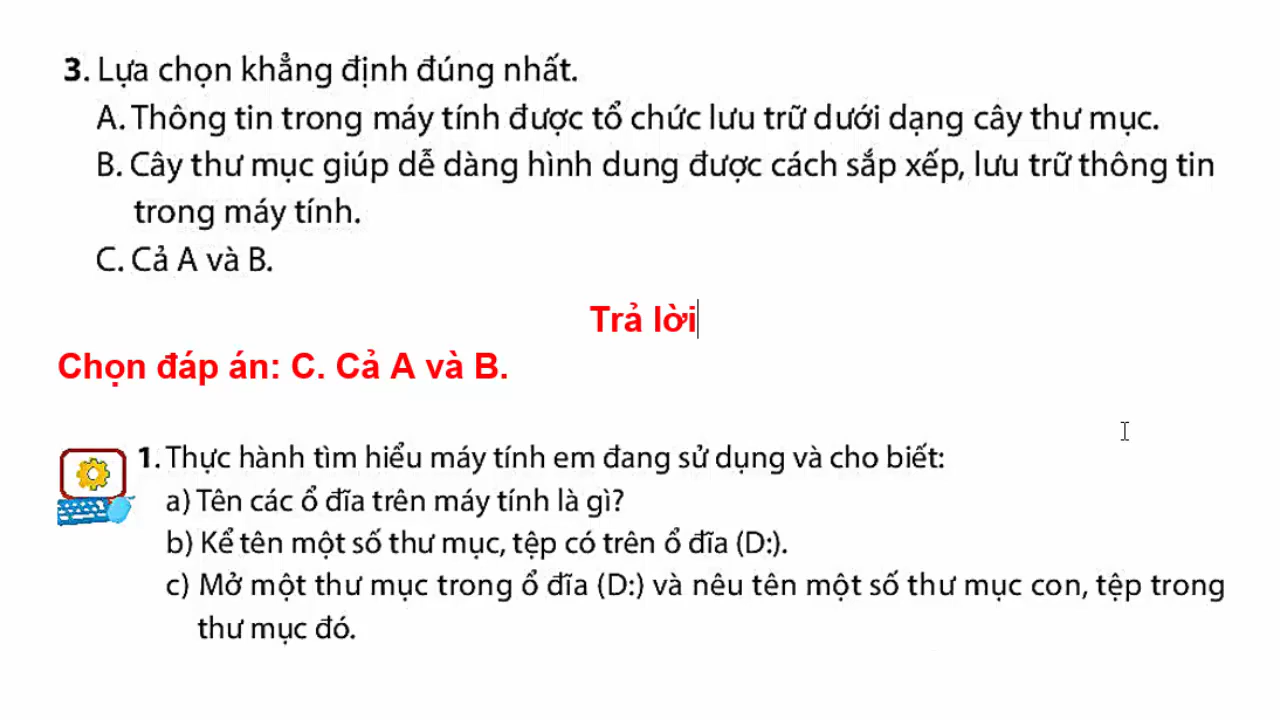 3. Lựa chọn khẳng định đúng nhất.
A. Thông tin trong máy tính được tổ chức lưu trữ dưới dạng cây thư mục.
B. Cây thư mục giúp dễ dàng hình dung được cách sắp xếp, lưu trữ thông tin
trong máy tính.
C. Cả A và B.
Trả lời
Chọn đáp án: C. Cả A và B.
1. Thực hành tìm hiểu máy tính em đang sử dụng và cho biết:
a) Tên các ổ đĩa trên máy tính là gì?
b) Kể tên một số thư mục, tệp có trên ổ đĩa (D:).
c) Mở một thư mục trong ổ đĩa (D:) và nêu tên một số thư mục con, tệp trong
thư mục đó.